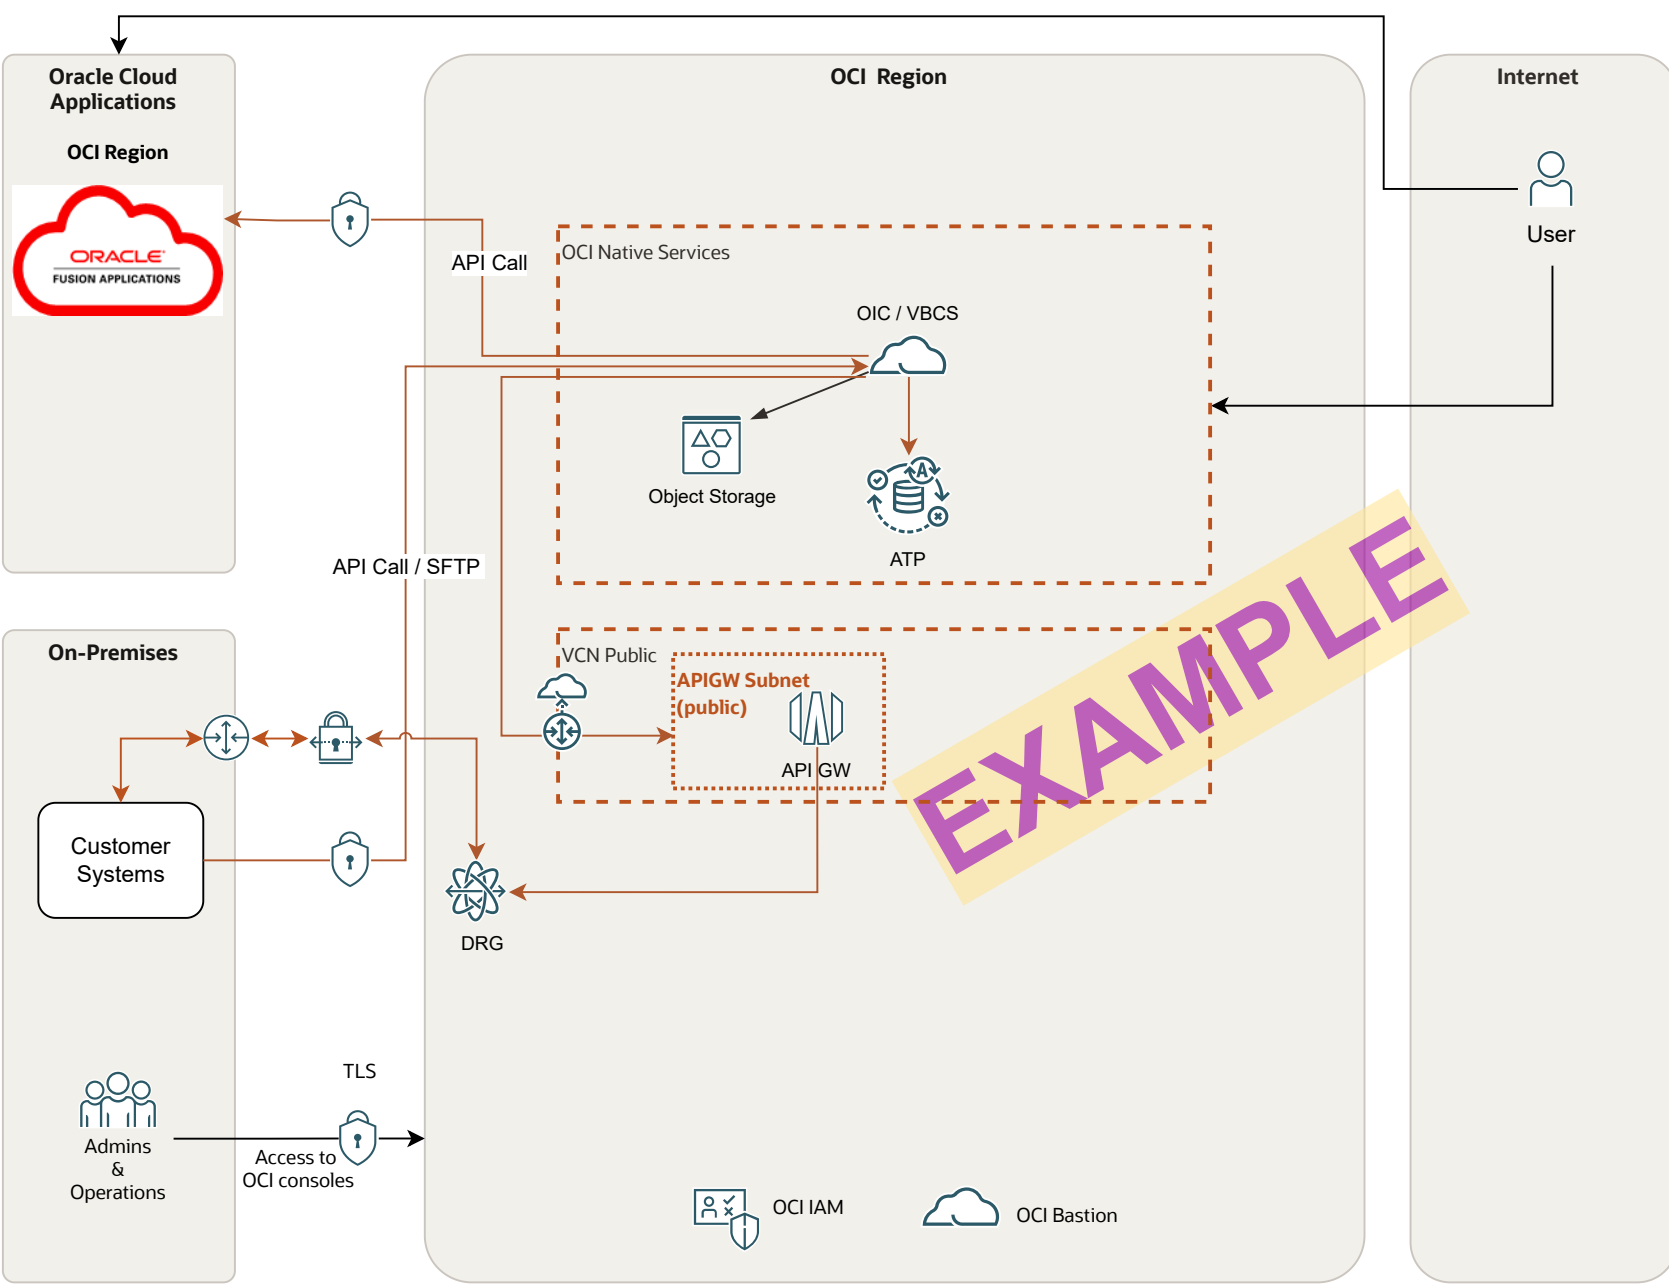 Oracle Cloud
Applications
OCI Region
ORACLE
FUSION APPLICATIONS
OCI  Region
Internet
User
API Call
OCI Native Services
OIC / VBCS
Object Storage
ATP
API Call / SFTP
On-Premises
VCN Public
APIGW Subnet
(public)
API GW
EXAMPLE
Customer
Systems
DRG
TLS
Admins
&
Operations
Access to
OCI consoles
OCI IAM
OCI Bastion
A